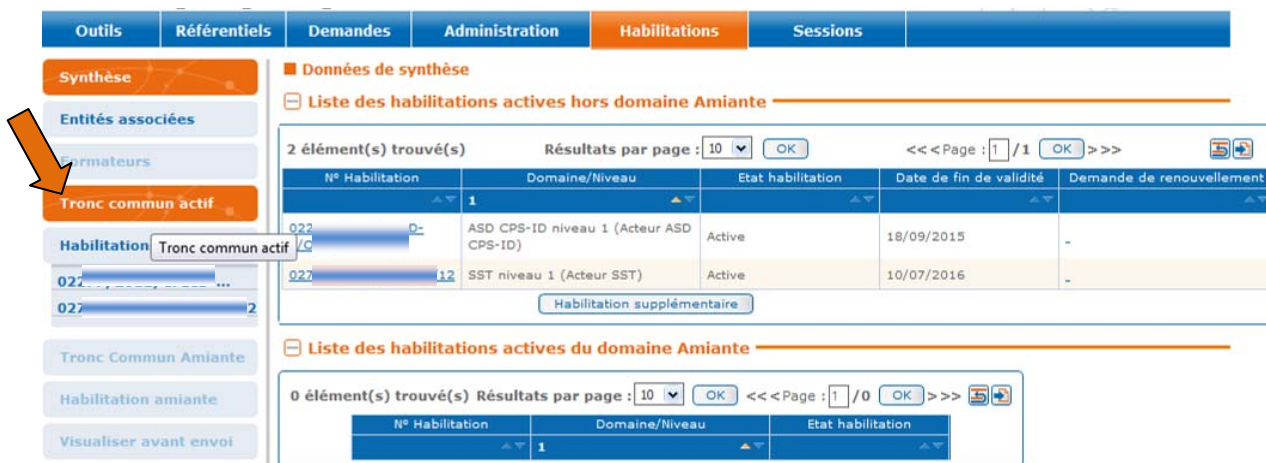 Outils Référentiels Demandes Administration Habilitations Sessions
Synthèse
Entités associées
Formateurs
Tronc commun actif
Habilitation
Tronc commun actif
027 2
Tronc Commun Amiante
Habilitation amiante
Visualiser avant envoi
Données de synthèse
Liste des habilitations actives hors domaine Amiante
2 élément(s) trouvé(s) Résultats par page : 10 OK <<<Page : 1 /1 OK >>>
N° Habilitation Domaine/Niveau Etat habilitation Date de fin de validité Demande de renouvellement
1
022 D- ASD CPS-ID niveau 1 (Acteur ASD CPS-ID) Active 18/09/2015 -
027 12 SST niveau 1 (Acteur SST) Active 10/07/2016 -
Habilitation supplémentaire
Liste des habilitations actives du domaine Amiante
0 élément(s) trouvé(s) Résultats par page : 10 OK <<<Page : 1 /0 OK >>>
N° Habilitation Domaine/Niveau Etat habilitation
1